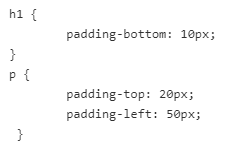 h1 {
        padding-bottom: 10px;
}
p {
        padding-top: 20px;
        padding-left: 50px;
 }